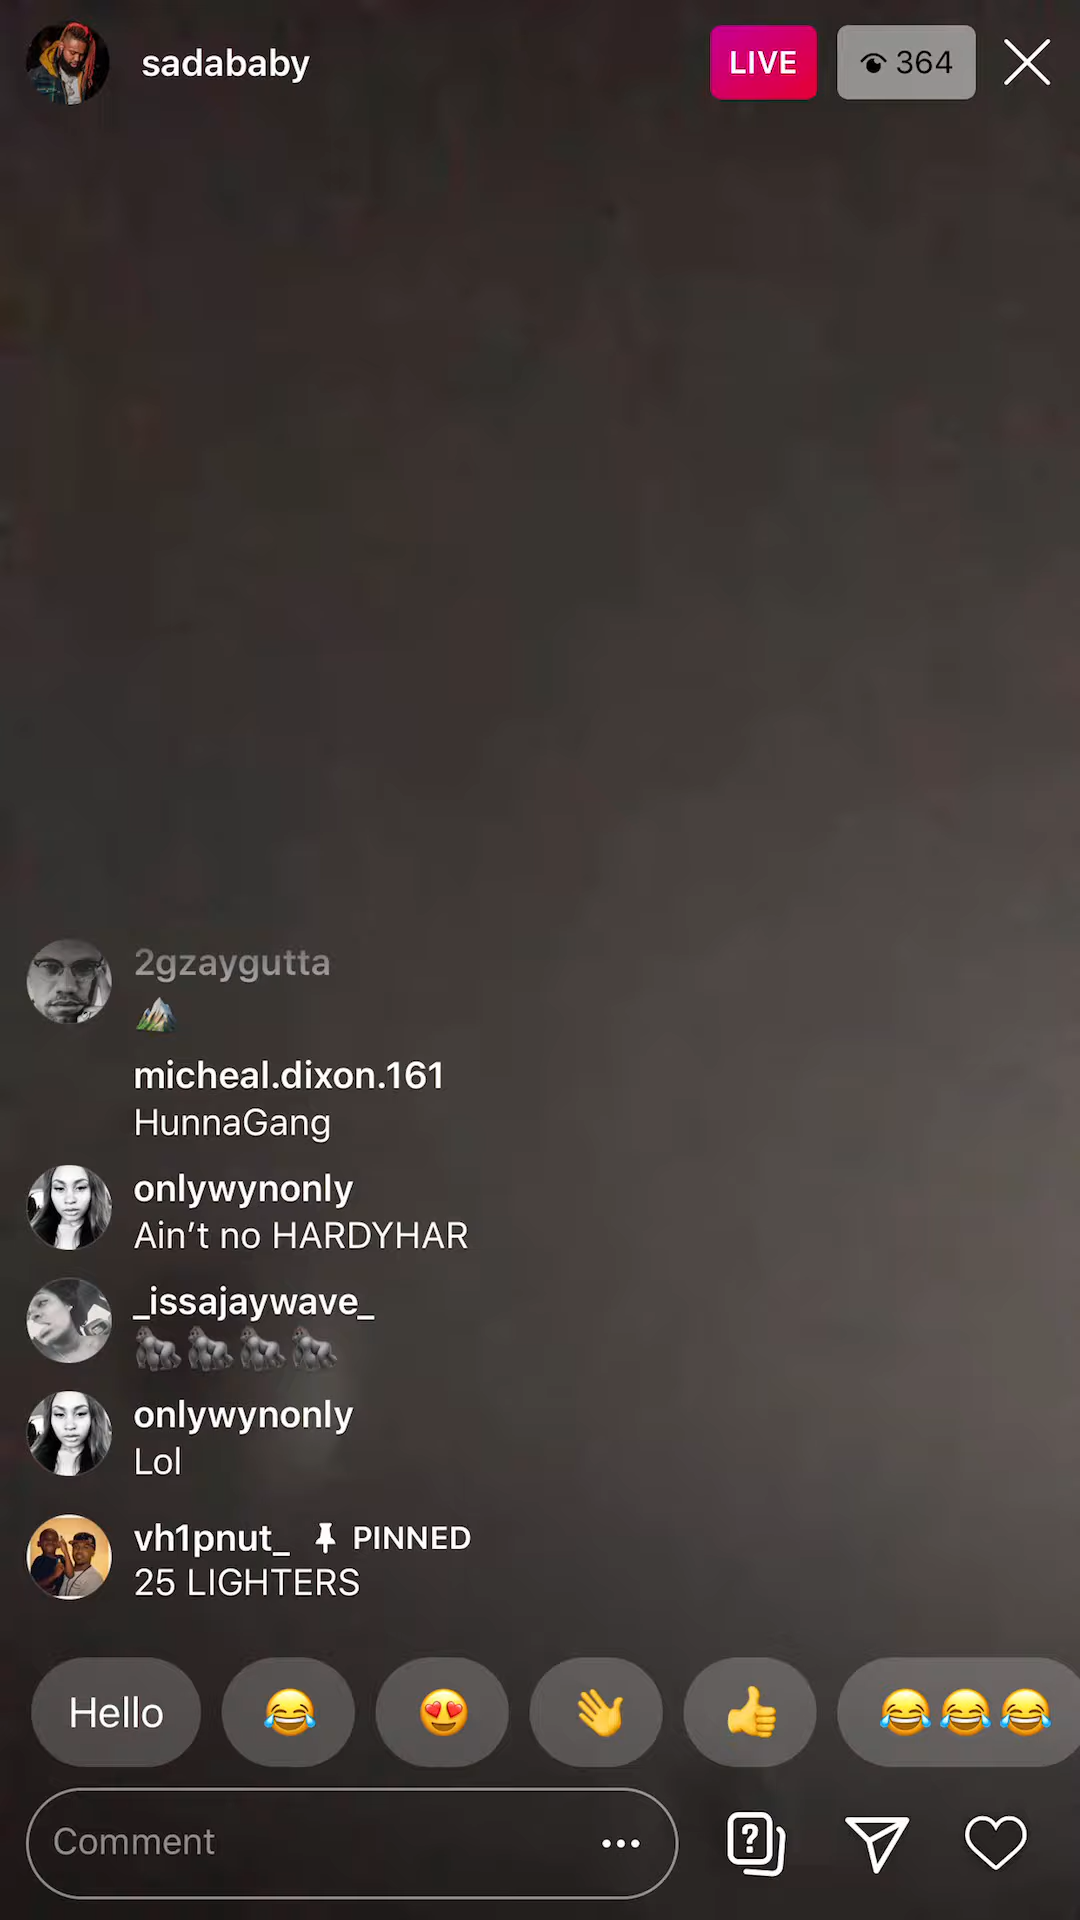 sadababy
LIVE
364
2gzaygutta
⛰️
micheal.dixon.161
HunnaGang
onlywynonly
Ain’t no HARDYHAR
_issajaywave_
🦍🦍🦍🦍
onlywynonly
Lol
vh1pnut_ PINNED
25 LIGHTERS
Hello 😂 😍 👋 👍 😂😂😂
Comment ...
?